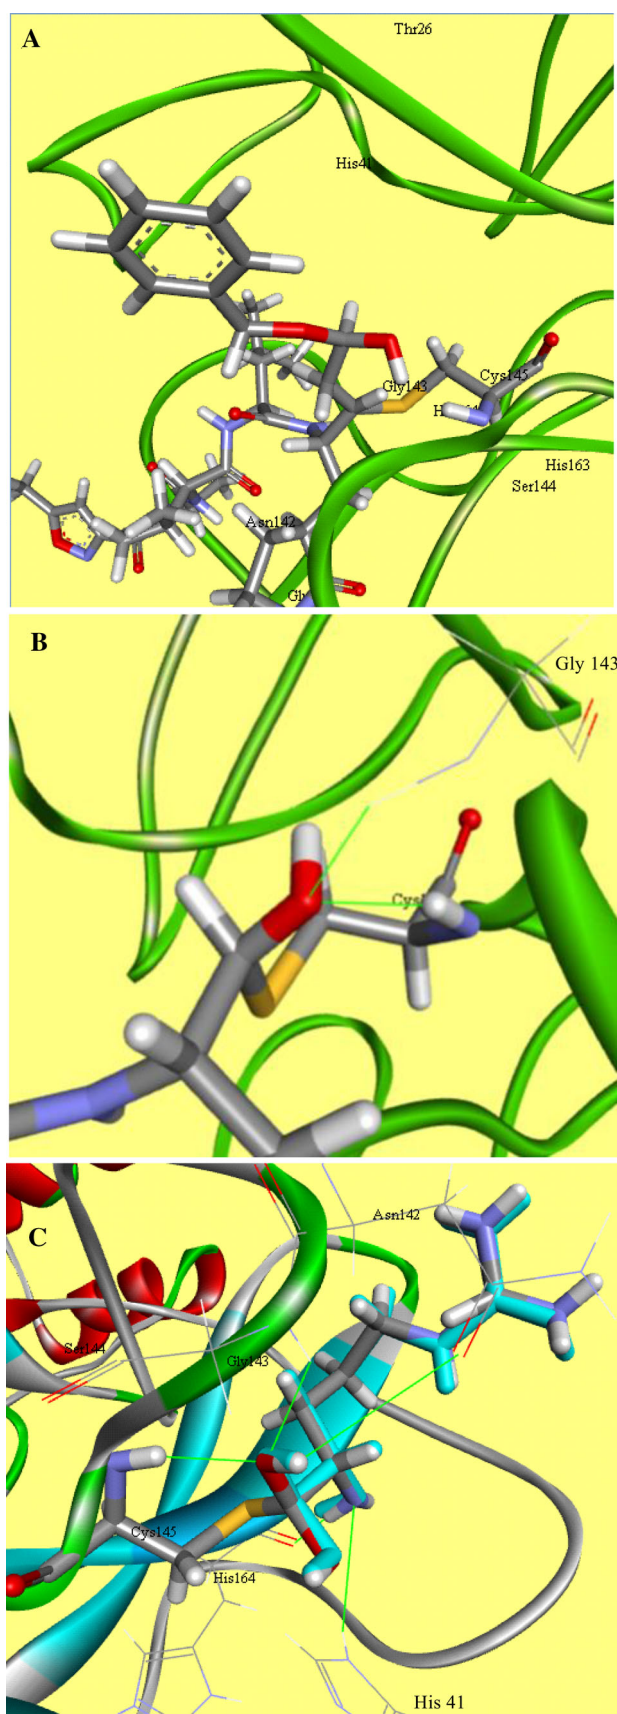 A
Thr26
His41
Cys145
Gly143
His163
Ser144
Asn142
B
Gly 143
C
Asn142
Ser144
Gly143
Cys145
His164
His 41